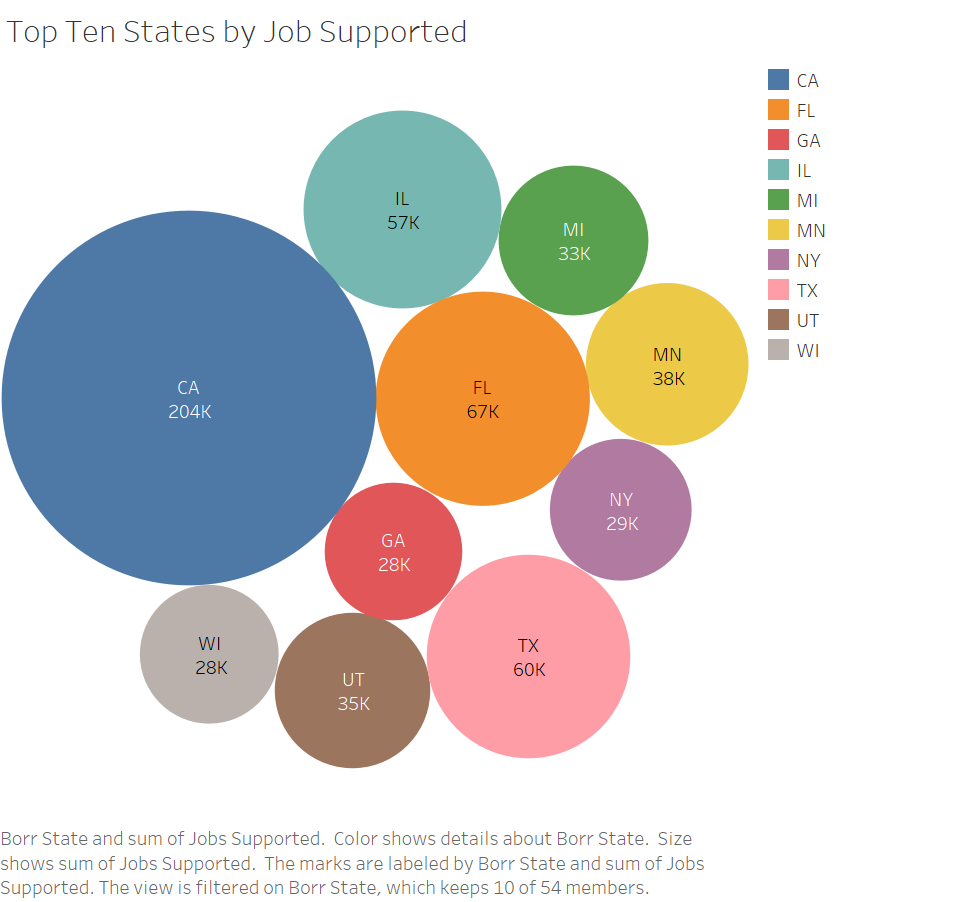 Top Ten States by Job Supported
CA
FL
GA
IL
MI
MN
NY
TX
UT
WI
IL
57K
MI
33K
MN
38K
CA
204K
FL
67K
NY
29K
GA
28K
WI
28K
TX
60K
UT
35K
Borr State and sum of Jobs Supported.  Color shows details about Borr State.  Size
shows sum of Jobs Supported.  The marks are labeled by Borr State and sum of Jobs
Supported. The view is filtered on Borr State, which keeps 10 of 54 members.